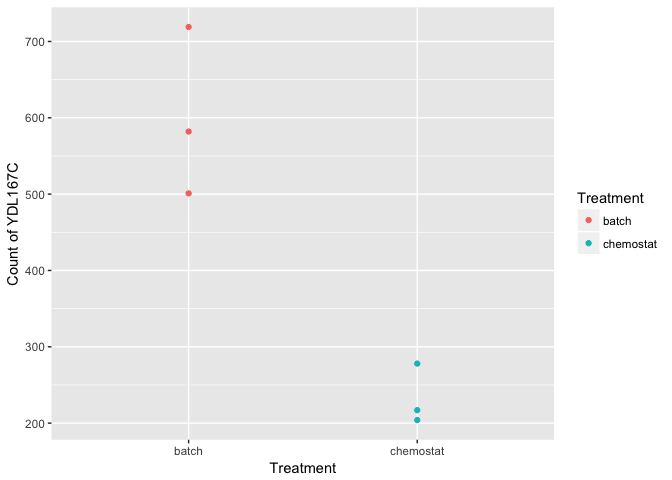 Count of YDL167C
700
600
500
400
300
200
batch
chemostat
Treatment
Treatment
batch
chemostat